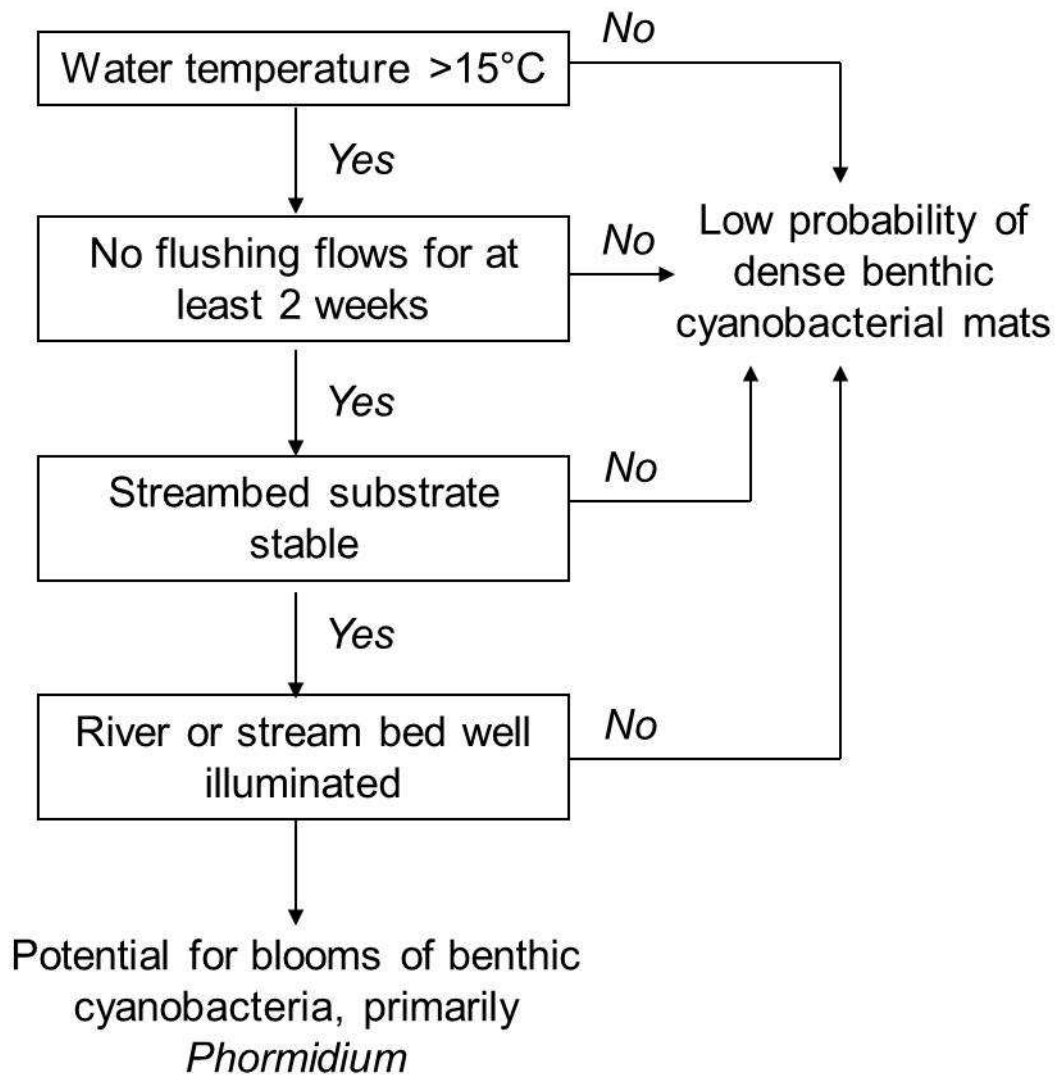 No
Water temperature >15°C
Yes
No flushing flows for at
least 2 weeks
No
Low probability of
dense benthic
cyanobacterial mats
Yes
Streambed substrate
stable
No
Yes
River or stream bed well
illuminated
No
Potential for blooms of benthic
cyanobacteria, primarily
Phormidium